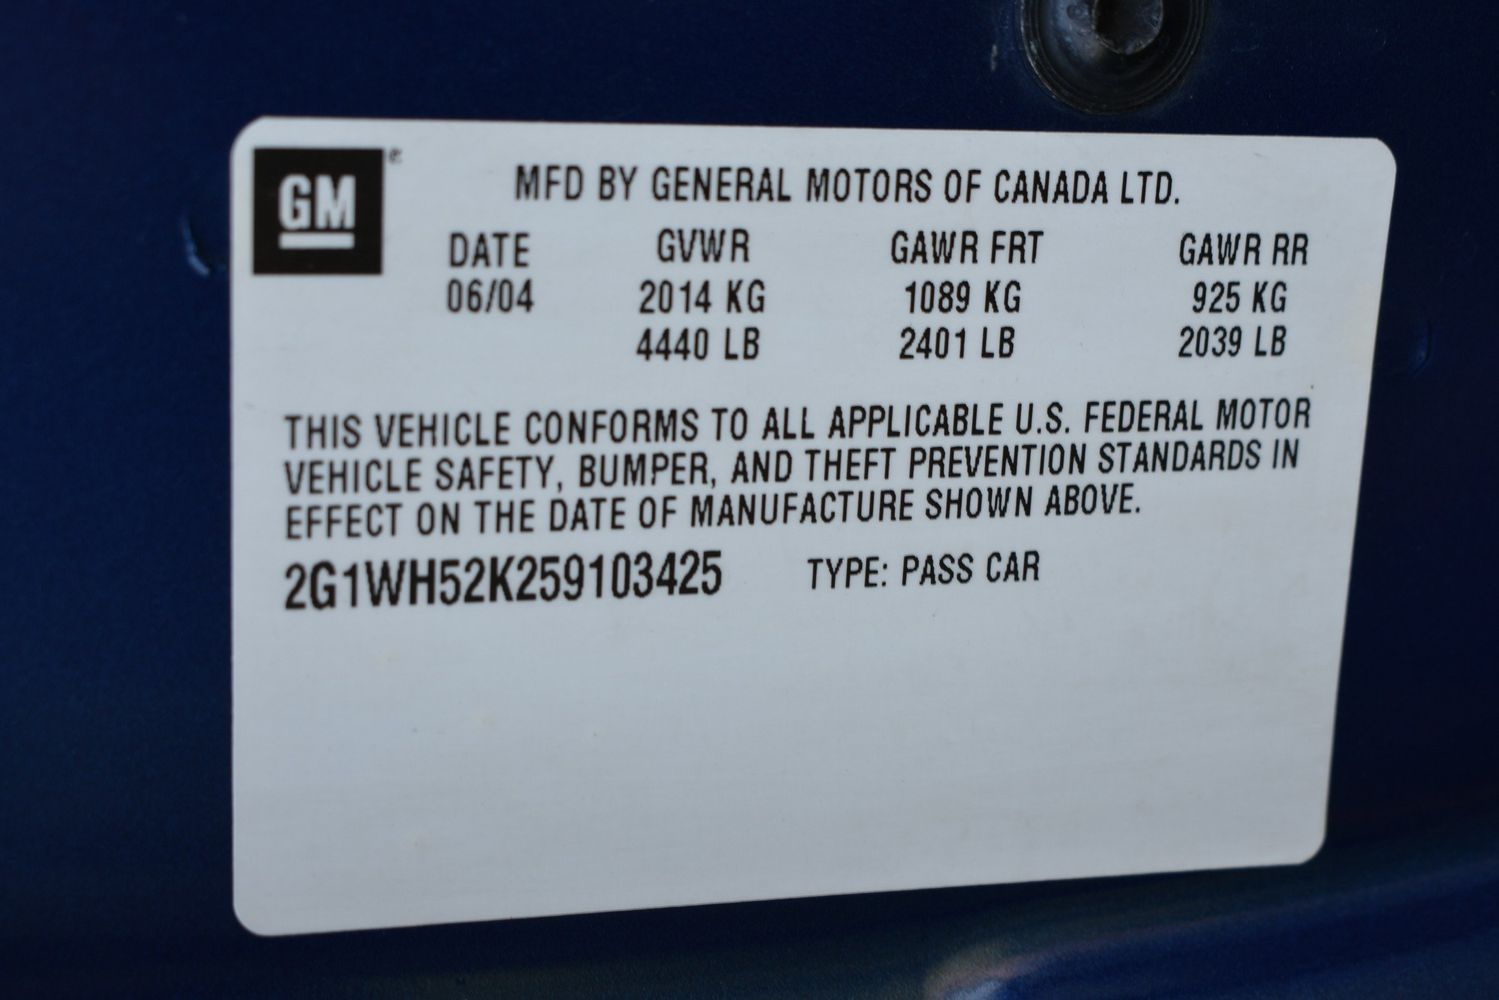 GM
MFD BY GENERAL MOTORS OF CANADA LTD.
DATE GVWR GAWR FRT GAWR RR
06/04 2014 KG 1089 KG 925 KG
4440 LB 2401 LB 2039 LB
THIS VEHICLE CONFORMS TO ALL APPLICABLE U.S. FEDERAL MOTOR
VEHICLE SAFETY, BUMPER, AND THEFT PREVENTION STANDARDS IN
EFFECT ON THE DATE OF MANUFACTURE SHOWN ABOVE.
2G1WH52K259103425 TYPE: PASS CAR